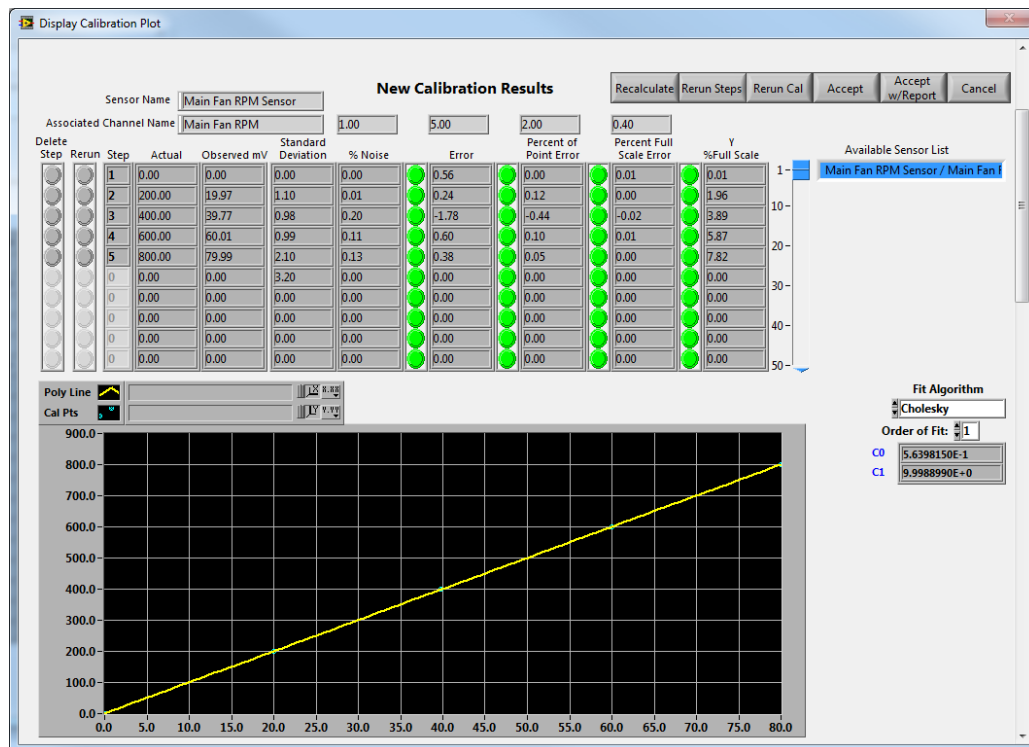 Display Calibration Plot
New Calibration Results
Recalculate Rerun Steps Rerun Cal Accept Accept w/Report Cancel
Sensor Name Main Fan RPM Sensor
Associated Channel Name Main Fan RPM 1.00 5.00 2.00 0.40
Delete Step Rerun Step Actual Observed mV Standard Deviation % Noise Error Percent of Point Error Percent Full Scale Error Y %Full Scale
1 0.00 0.00 0.00 0.00 0.56 0.00 0.01 0.01
2 200.00 19.97 1.10 0.01 0.24 0.12 0.00 1.96
3 400.00 39.77 0.98 0.20 -1.78 -0.44 -0.02 3.89
4 600.00 60.01 0.99 0.11 0.60 0.10 0.01 5.87
5 800.00 79.99 2.10 0.13 0.38 0.05 0.00 7.82
0 0.00 0.00 3.20 0.00 0.00 0.00 0.00 0.00
0 0.00 0.00 0.00 0.00 0.00 0.00 0.00 0.00
0 0.00 0.00 0.00 0.00 0.00 0.00 0.00 0.00
0 0.00 0.00 0.00 0.00 0.00 0.00 0.00 0.00
0 0.00 0.00 0.00 0.00 0.00 0.00 0.00 0.00
1
10
20
30
40
50
Available Sensor List
Main Fan RPM Sensor / Main Fan
Poly Line X X.XX
Cal Pts Y Y.YY
Fit Algorithm
Cholesky
Order of Fit: 1
C0 5.6398150E-1
C1 9.9988990E+0
900.0
800.0
700.0
600.0
500.0
400.0
300.0
200.0
100.0
0.0
0.0 5.0 10.0 15.0 20.0 25.0 30.0 35.0 40.0 45.0 50.0 55.0 60.0 65.0 70.0 75.0 80.0